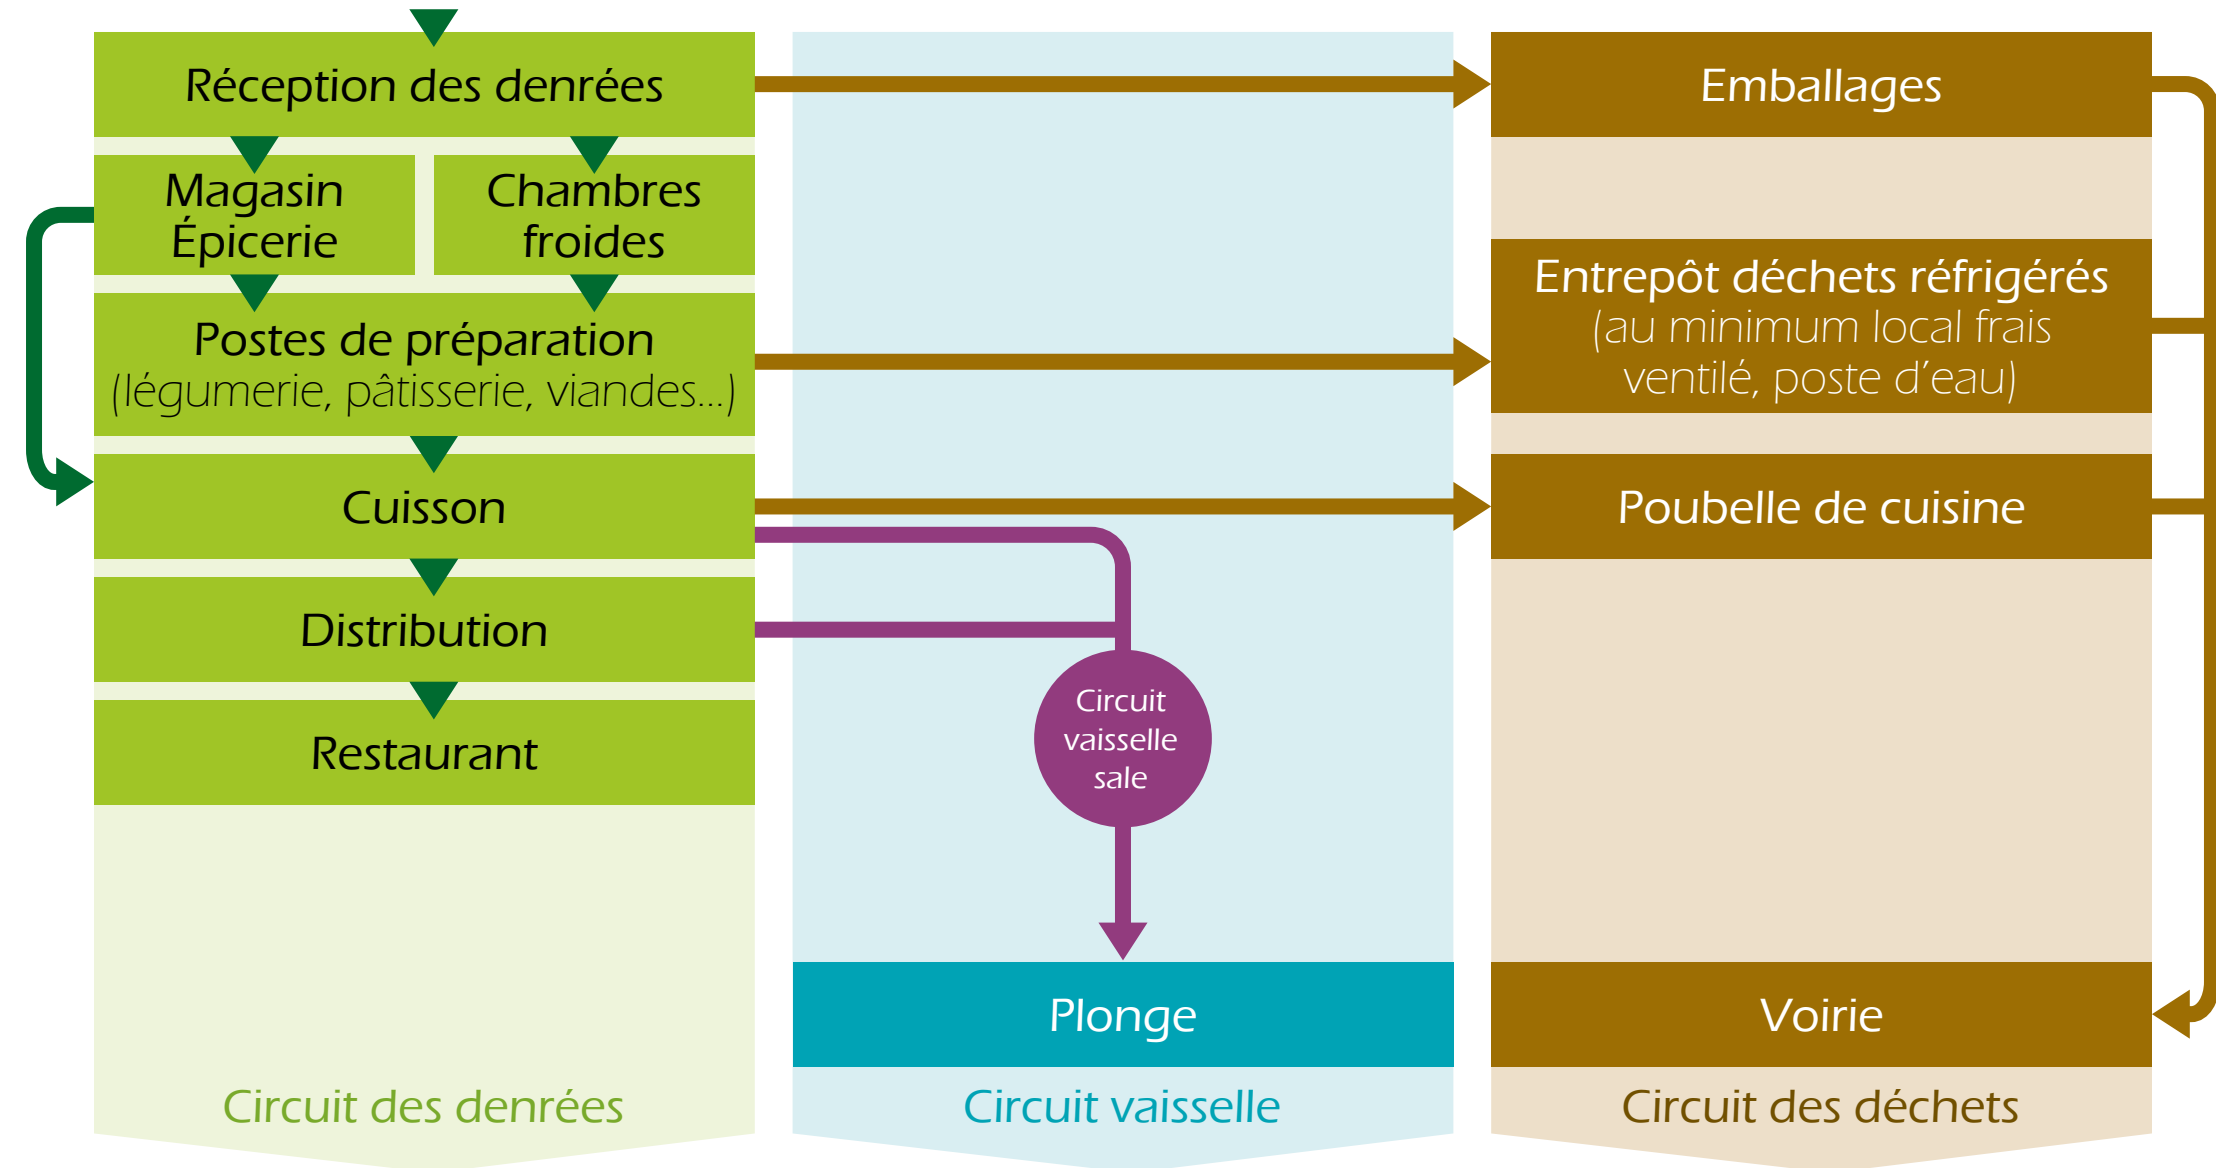 Réception des denrées
Magasin
Épicerie
Chambres
froides
Postes de préparation
(légumerie, pâtisserie, viandes...)
Cuisson
Distribution
Restaurant
Circuit des denrées
Circuit
vaisselle
sale
Plonge
Circuit vaisselle
Emballages
Entrepôt déchets réfrigérés
(au minimum local frais
ventilé, poste d’eau)
Poubelle de cuisine
Voirie
Circuit des déchets